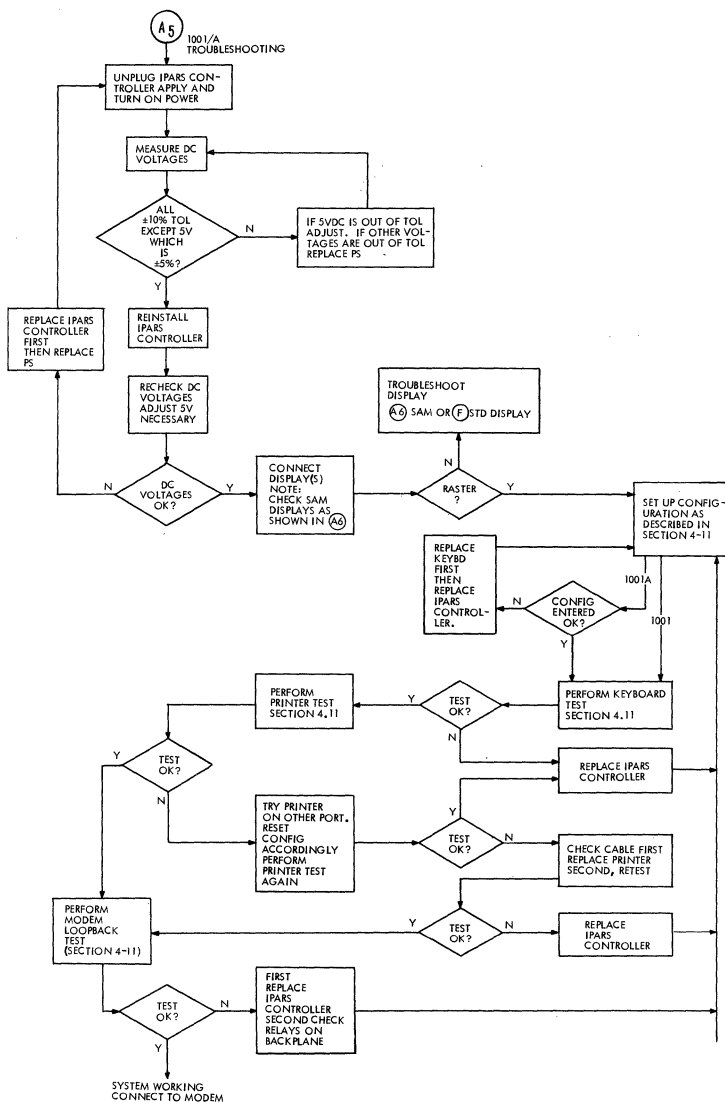 A5
1001/A
TROUBLESHOOTING
UNPLUG IPARS CON-
TROLLER APPLY AND
TURN ON POWER
MEASURE DC
VOLTAGES
ALL
±10% TOL
EXCEPT 5V
WHICH
IS
±5%?
N
IF 5VDC IS OUT OF TOL
ADJUST. IF OTHER VOL-
TAGES ARE OUT OF TOL
REPLACE PS
Y
REPLACE IPARS
CONTROLLER
FIRST
THEN REPLACE
PS
REINSTALL
IPARS
CONTROLLER
RECHECK DC
VOLTAGES
ADJUST 5V
NECESSARY
TROUBLESHOOT
DISPLAY
A6 SAM OR F STD DISPLAY
N
N
DC
VOLTAGES
OK?
Y
CONNECT
DISPLAY(S)
NOTE:
CHECK SAM
DISPLAYS AS
SHOWN IN A6
RASTER
?
Y
SET UP CONFIG-
URATION AS
DESCRIBED IN
SECTION 4-11
REPLACE
KEYBD
FIRST
THEN
REPLACE
IPARS
CONTROL-
LER.
N
CONFIG
ENTERED
OK?
1001A
1001
Y
PERFORM
PRINTER TEST
SECTION 4.11
Y
TEST
OK?
PERFORM KEYBOARD
TEST
SECTION 4.11
N
Y
TEST
OK?
N
REPLACE IPARS
CONTROLLER
TRY PRINTER
ON OTHER PORT.
RESET
CONFIG
ACCORDINGLY
PERFORM
PRINTER TEST
AGAIN
Y
TEST
OK?
N
CHECK CABLE FIRST
REPLACE PRINTER
SECOND, RETEST
PERFORM
MODEM
LOOPBACK
TEST
(SECTION 4-11)
Y
TEST
OK?
N
REPLACE
IPARS
CONTROLLER
TEST
OK?
N
FIRST
REPLACE
IPARS
CONTROLLER
SECOND CHECK
RELAYS ON
BACKPLANE
Y
SYSTEM WORKING
CONNECT TO MODEM